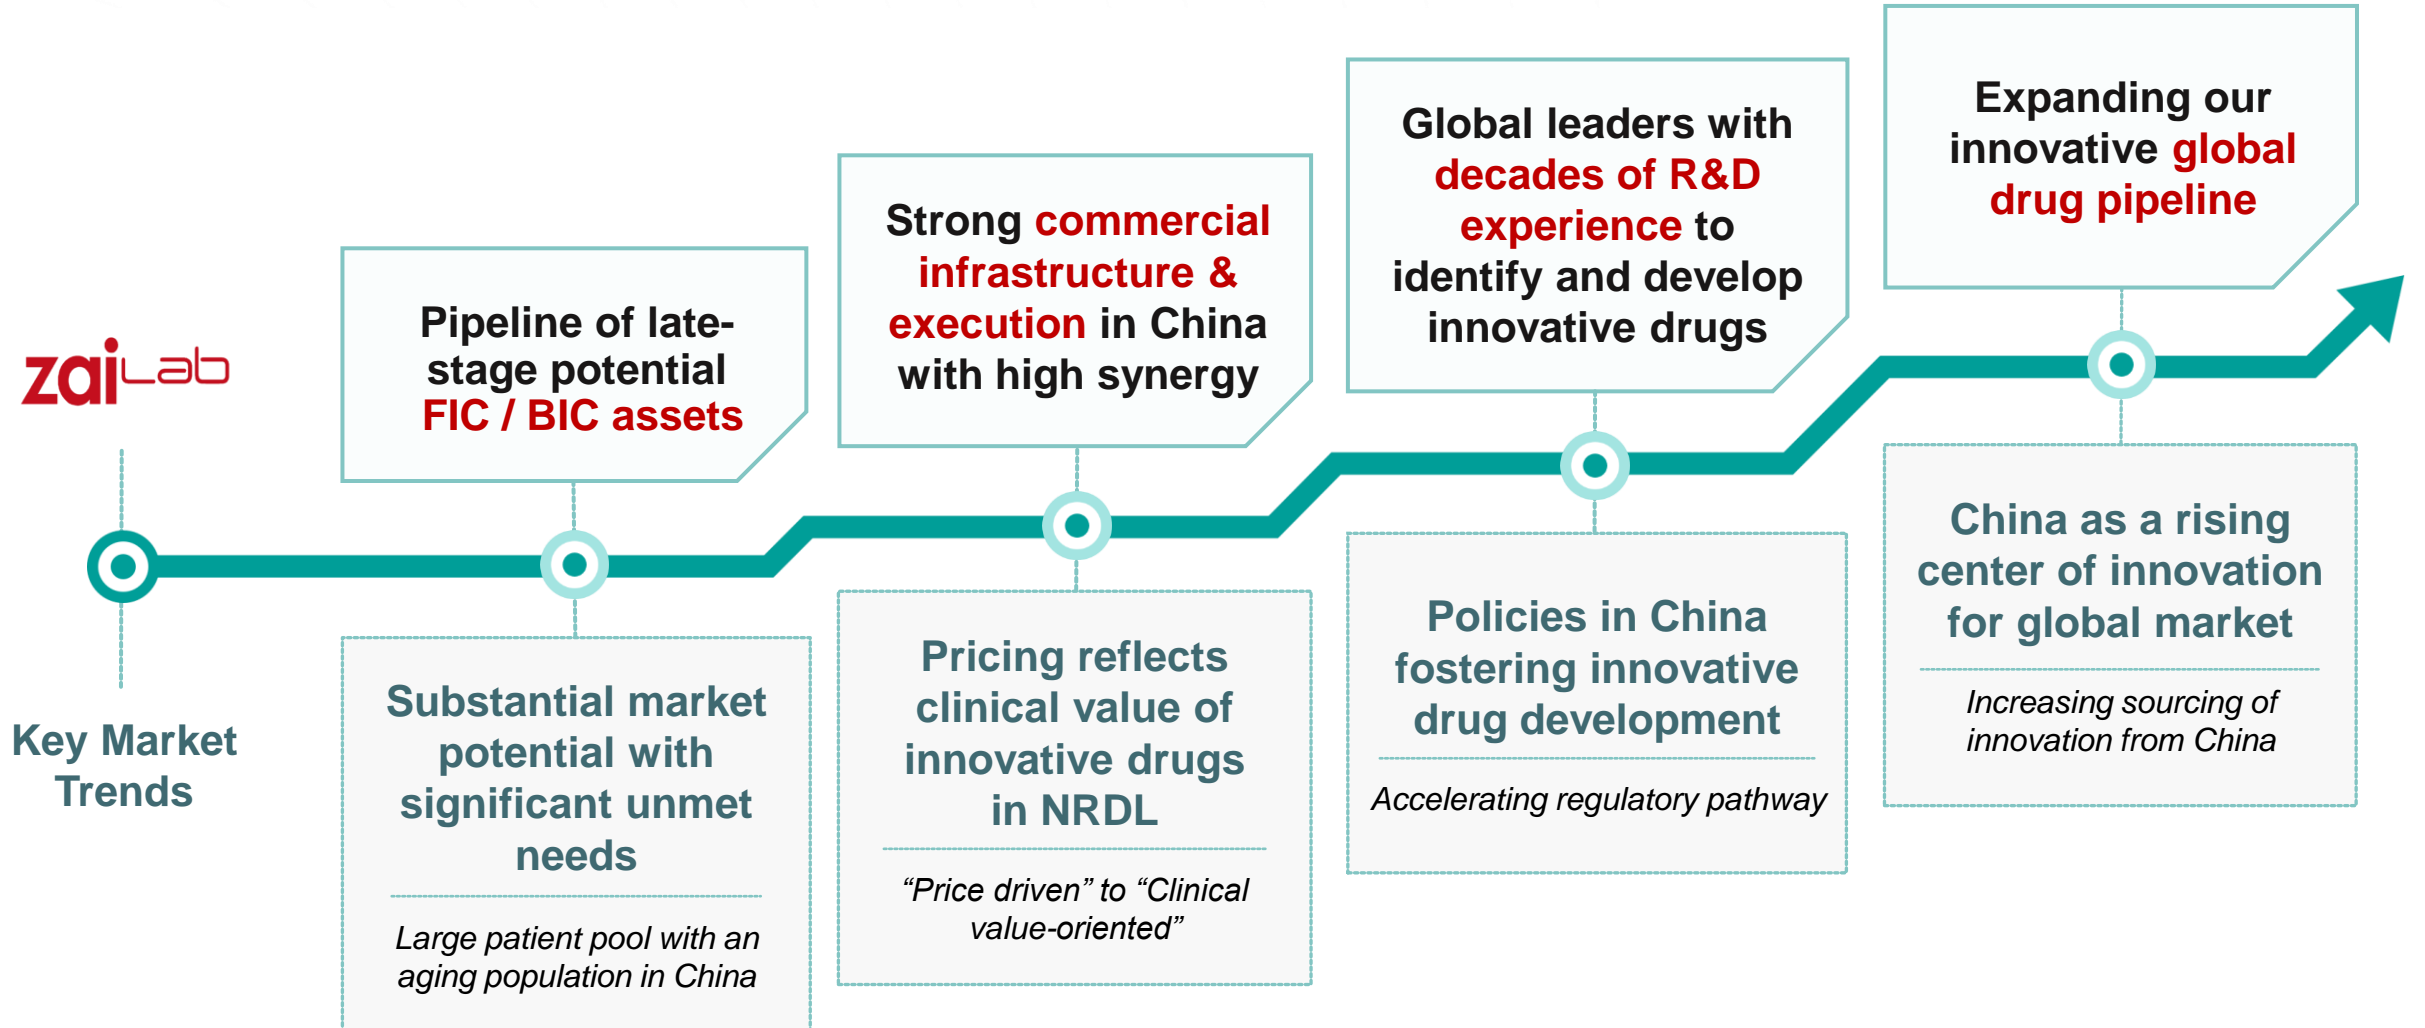 zaiLab
Pipeline of late-
stage potential
FIC / BIC assets
Strong commercial
infrastructure &
execution in China
with high synergy
Global leaders with
decades of R&D
experience to
identify and develop
innovative drugs
Expanding our
innovative global
drug pipeline
Key Market
Trends
Substantial market
potential with
significant unmet
needs
Large patient pool with an
aging population in China
Pricing reflects
clinical value of
innovative drugs
in NRDL
“Price driven” to “Clinical
value-oriented”
Policies in China
fostering innovative
drug development
Accelerating regulatory pathway
China as a rising
center of innovation
for global market
Increasing sourcing of
innovation from China